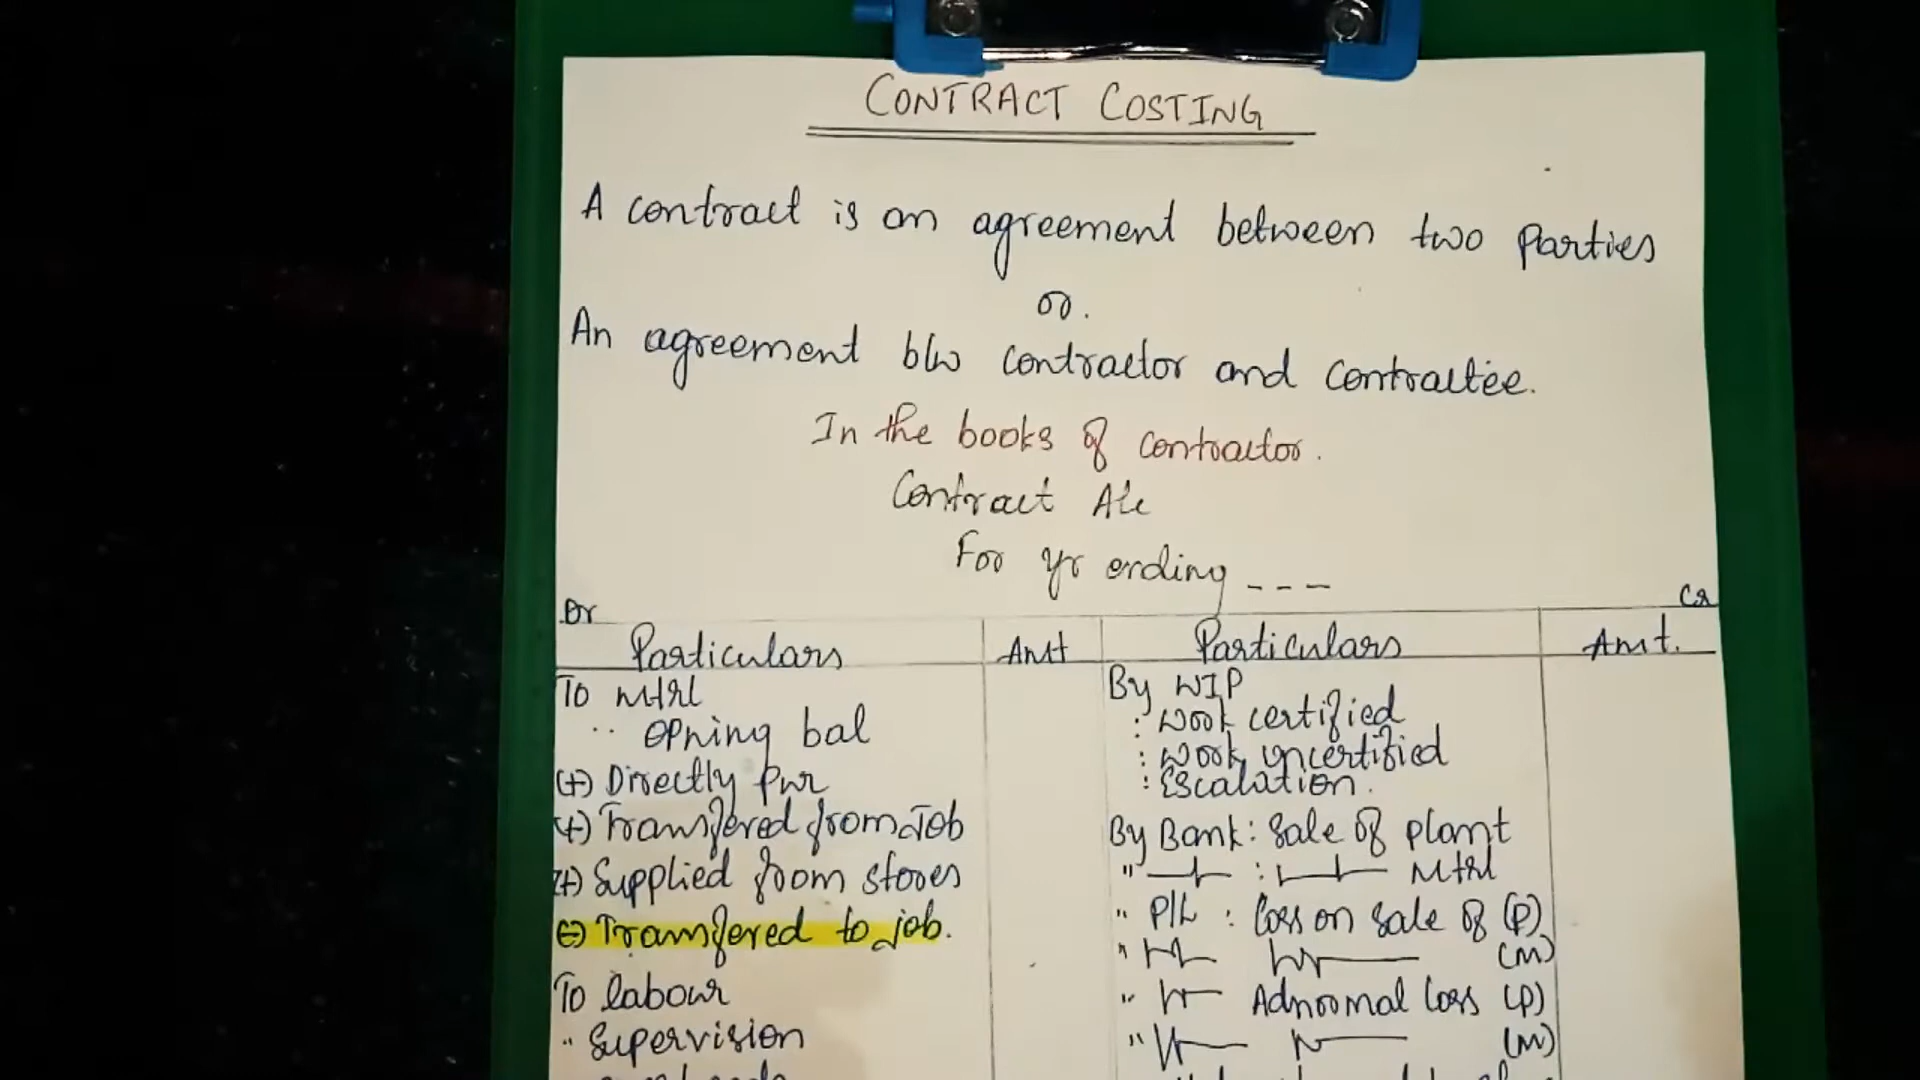 CONTRACT COSTING
A contract is an agreement between two parties
or.
An agreement b/w contractor and contractee.
In the books of contractor.
Contract A/c
For yr ending ---
Dr Cr
Particulars Amt Particulars Amt.
To Mtrl
Opning bal
(+) Directly pur
(+) Transfered from Job
(+) Supplied from stores
(-) Transfered to job.
To labour
" Supervision
By WIP
: Work certified
: Work uncertified
: Escalation.
By Bank: Sale of plant
" : Mtrl
" P/L : Loss on sale of (P)
" (M)
" Adnormal loss (P)
" (M)